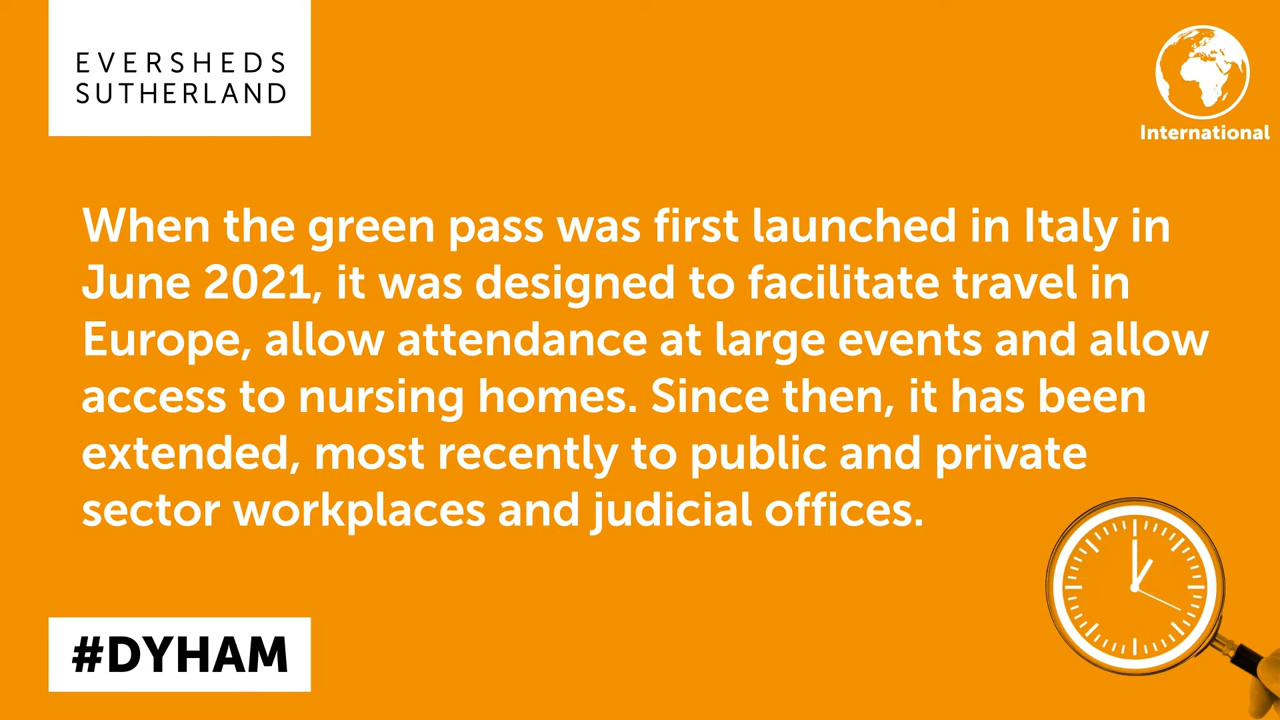 EVERSHEDS
SUTHERLAND
International
When the green pass was first launched in Italy in
June 2021, it was designed to facilitate travel in
Europe, allow attendance at large events and allow
access to nursing homes. Since then, it has been
extended, most recently to public and private
sector workplaces and judicial offices.
#DYHAM